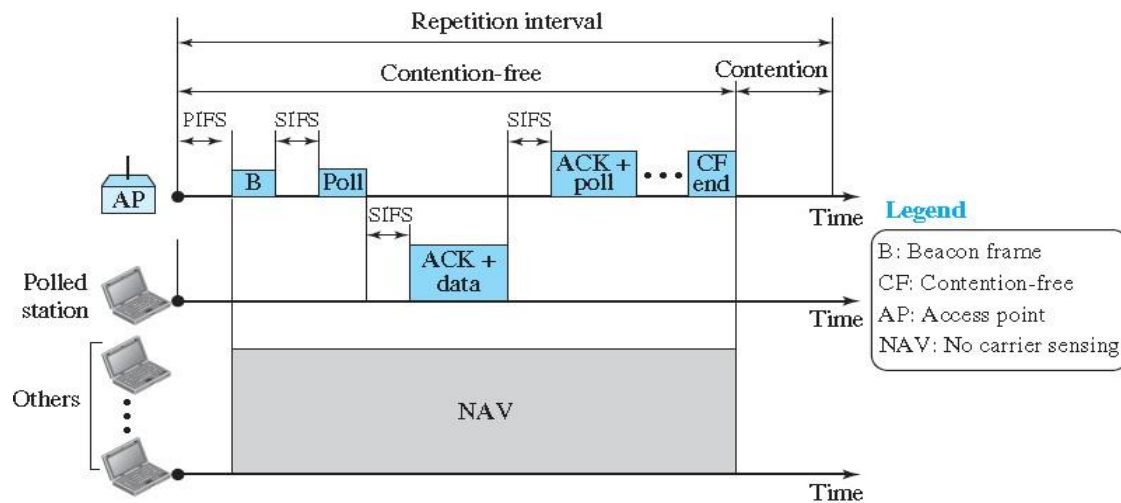 Repetition interval
Contention-free
Contention
PIFS
SIFS
SIFS
B
Poll
ACK +
poll
CF
end
AP
Time
SIFS
ACK +
data
Polled
station
Time
Others
NAV
Time
Legend
B: Beacon frame
CF: Contention-free
AP: Access point
NAV: No carrier sensing